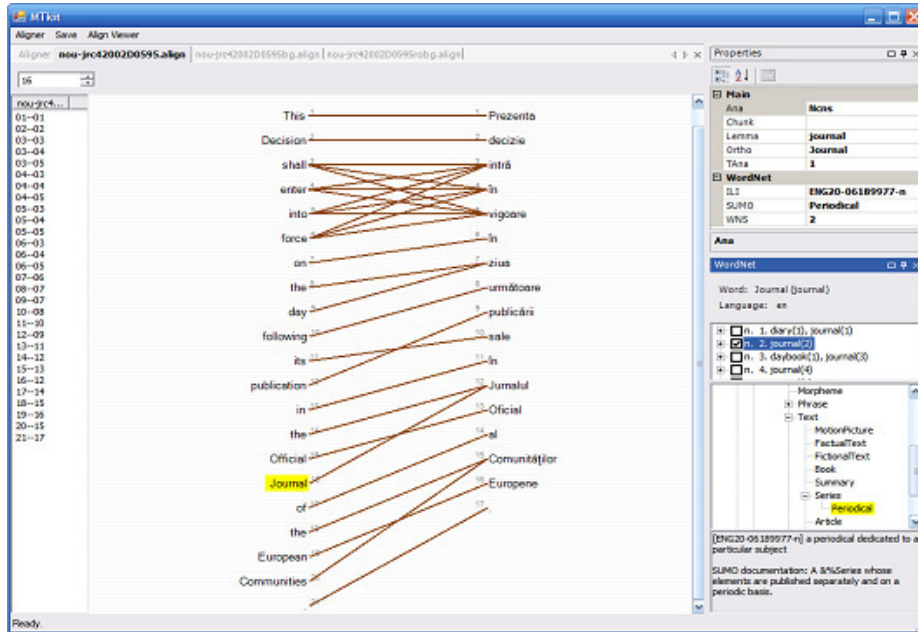 MTkit
Aligner Save Align Viewer
Aligner nou-jrc42002D0595.align nou-jrc42002D0595bg.align nou-jrc42002D0595robg.align
16
nou-jrc4...
01--01
02--02
03--03
03--04
03--05
04--03
04--04
04--05
05--03
05--04
05--05
06--03
06--04
06--05
07--06
08--07
09--07
10--08
11--10
12--09
13--11
14--12
15--13
16--12
17--14
18--15
19--16
20--15
21--17
This Prezenta
Decision decizie
shall intră
enter în
into vigoare
force în
on ziua
the următoare
day publicării
following sale
its în
publication Jurnalul
in Oficial
the al
Official Comunităţilor
Journal Europene
of .
the
European
Communities
.
Properties
Main
Ana Ncns
Chunk
Lemma journal
Ortho Journal
TAna 1
WordNet
ILI ENG20-06189977-n
SUMO Periodical
WNS 2
Ana
WordNet
Word: Journal (journal)
Language: en
n. 1. diary(1), journal(1)
n. 2. journal(2)
n. 3. daybook(1), journal(3)
n. 4. journal(4)
Morpheme
Phrase
Text
MotionPicture
FactualText
FictionalText
Book
Summary
Series
Periodical
Article
[ENG20-06189977-n] a periodical dedicated to a
particular subject
SUMO documentation: A &%Series whose
elements are published separately and on a
periodic basis.
Ready.